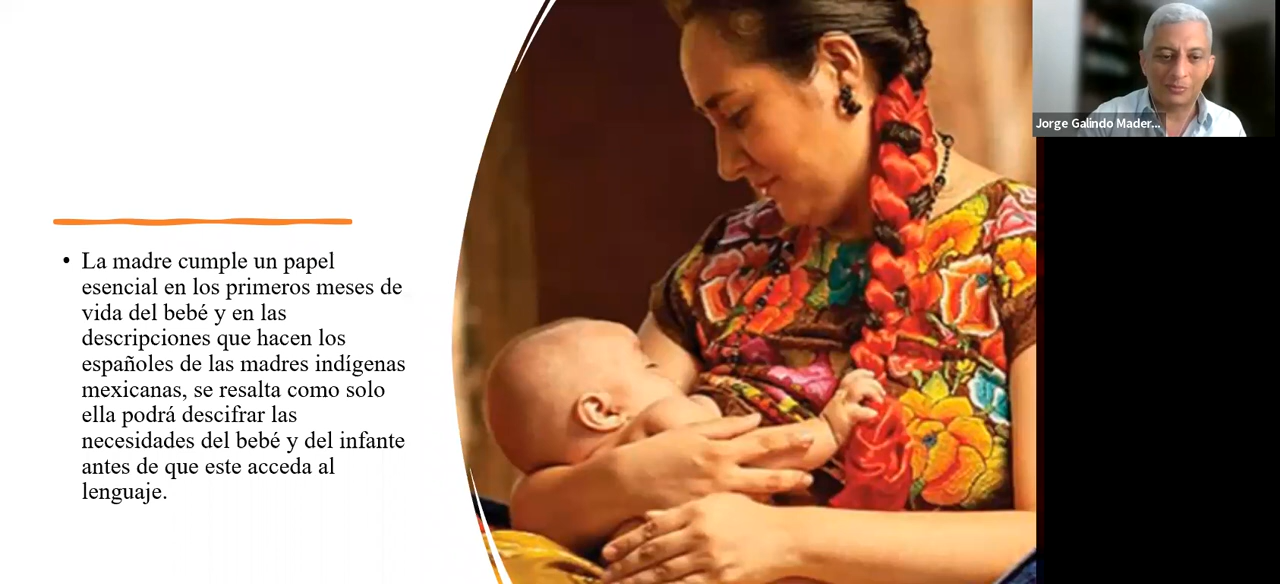 • La madre cumple un papel
esencial en los primeros meses de
vida del bebé y en las
descripciones que hacen los
españoles de las madres indígenas
mexicanas, se resalta como solo
ella podrá descifrar las
necesidades del bebé y del infante
antes de que este acceda al
lenguaje.
Jorge Galindo Mader...